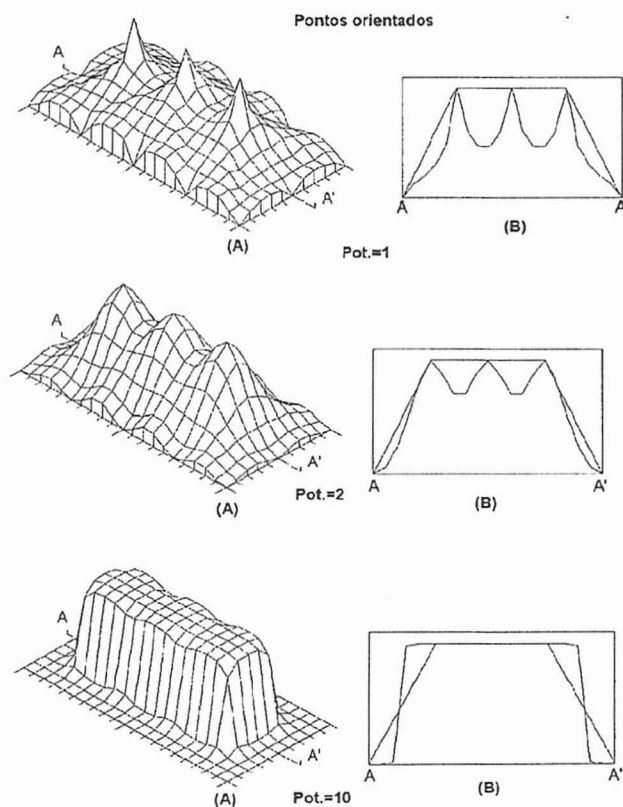 Pontos orientados
A
A'
(A)
A
A
(B)
Pot.=1
A
A'
(A)
A
A'
(B)
Pot.=2
A
A'
(A)
A
A'
(B)
Pot.=10